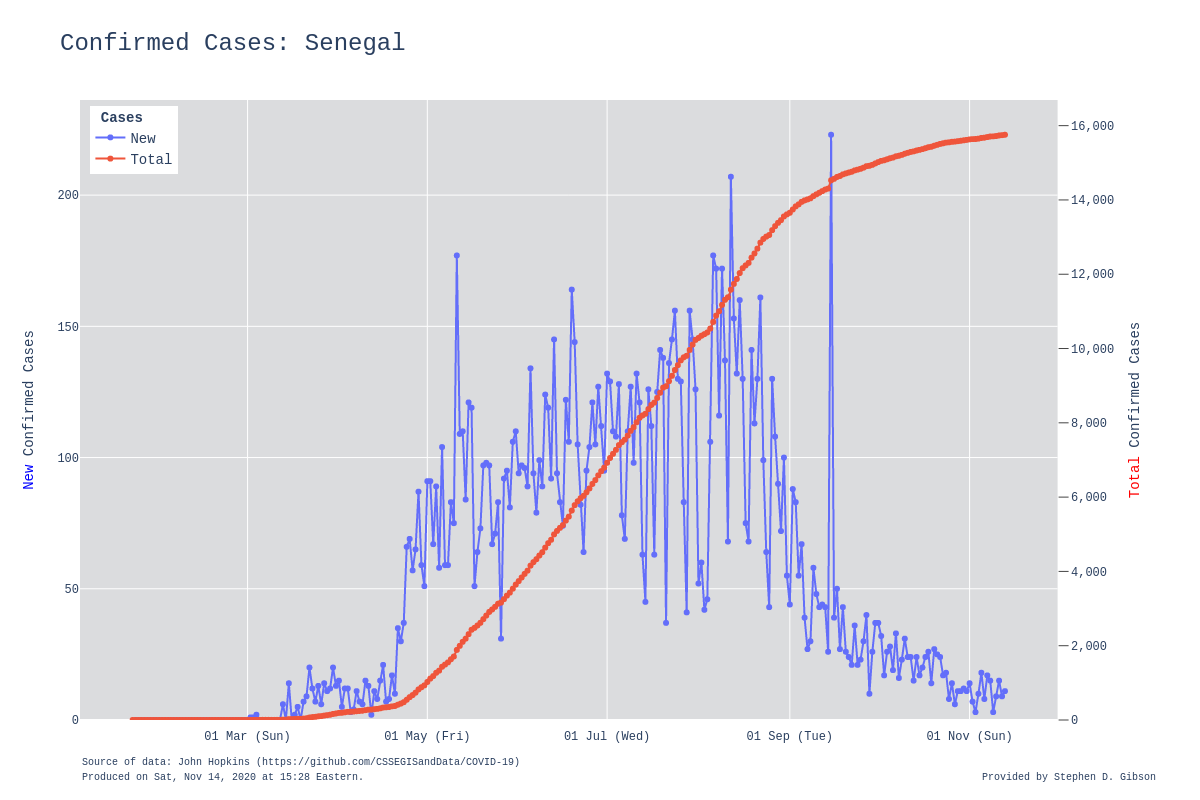 Confirmed Cases: Senegal
Cases
New
Total
200
150
100
50
0
16,000
14,000
12,000
10,000
8,000
6,000
4,000
2,000
0
New Confirmed Cases
Total Confirmed Cases
01 Mar (Sun)
01 May (Fri)
01 Jul (Wed)
01 Sep (Tue)
01 Nov (Sun)
Source of data: John Hopkins (https://github.com/CSSEGISandData/COVID-19)
Produced on Sat, Nov 14, 2020 at 15:28 Eastern.
Provided by Stephen D. Gibson